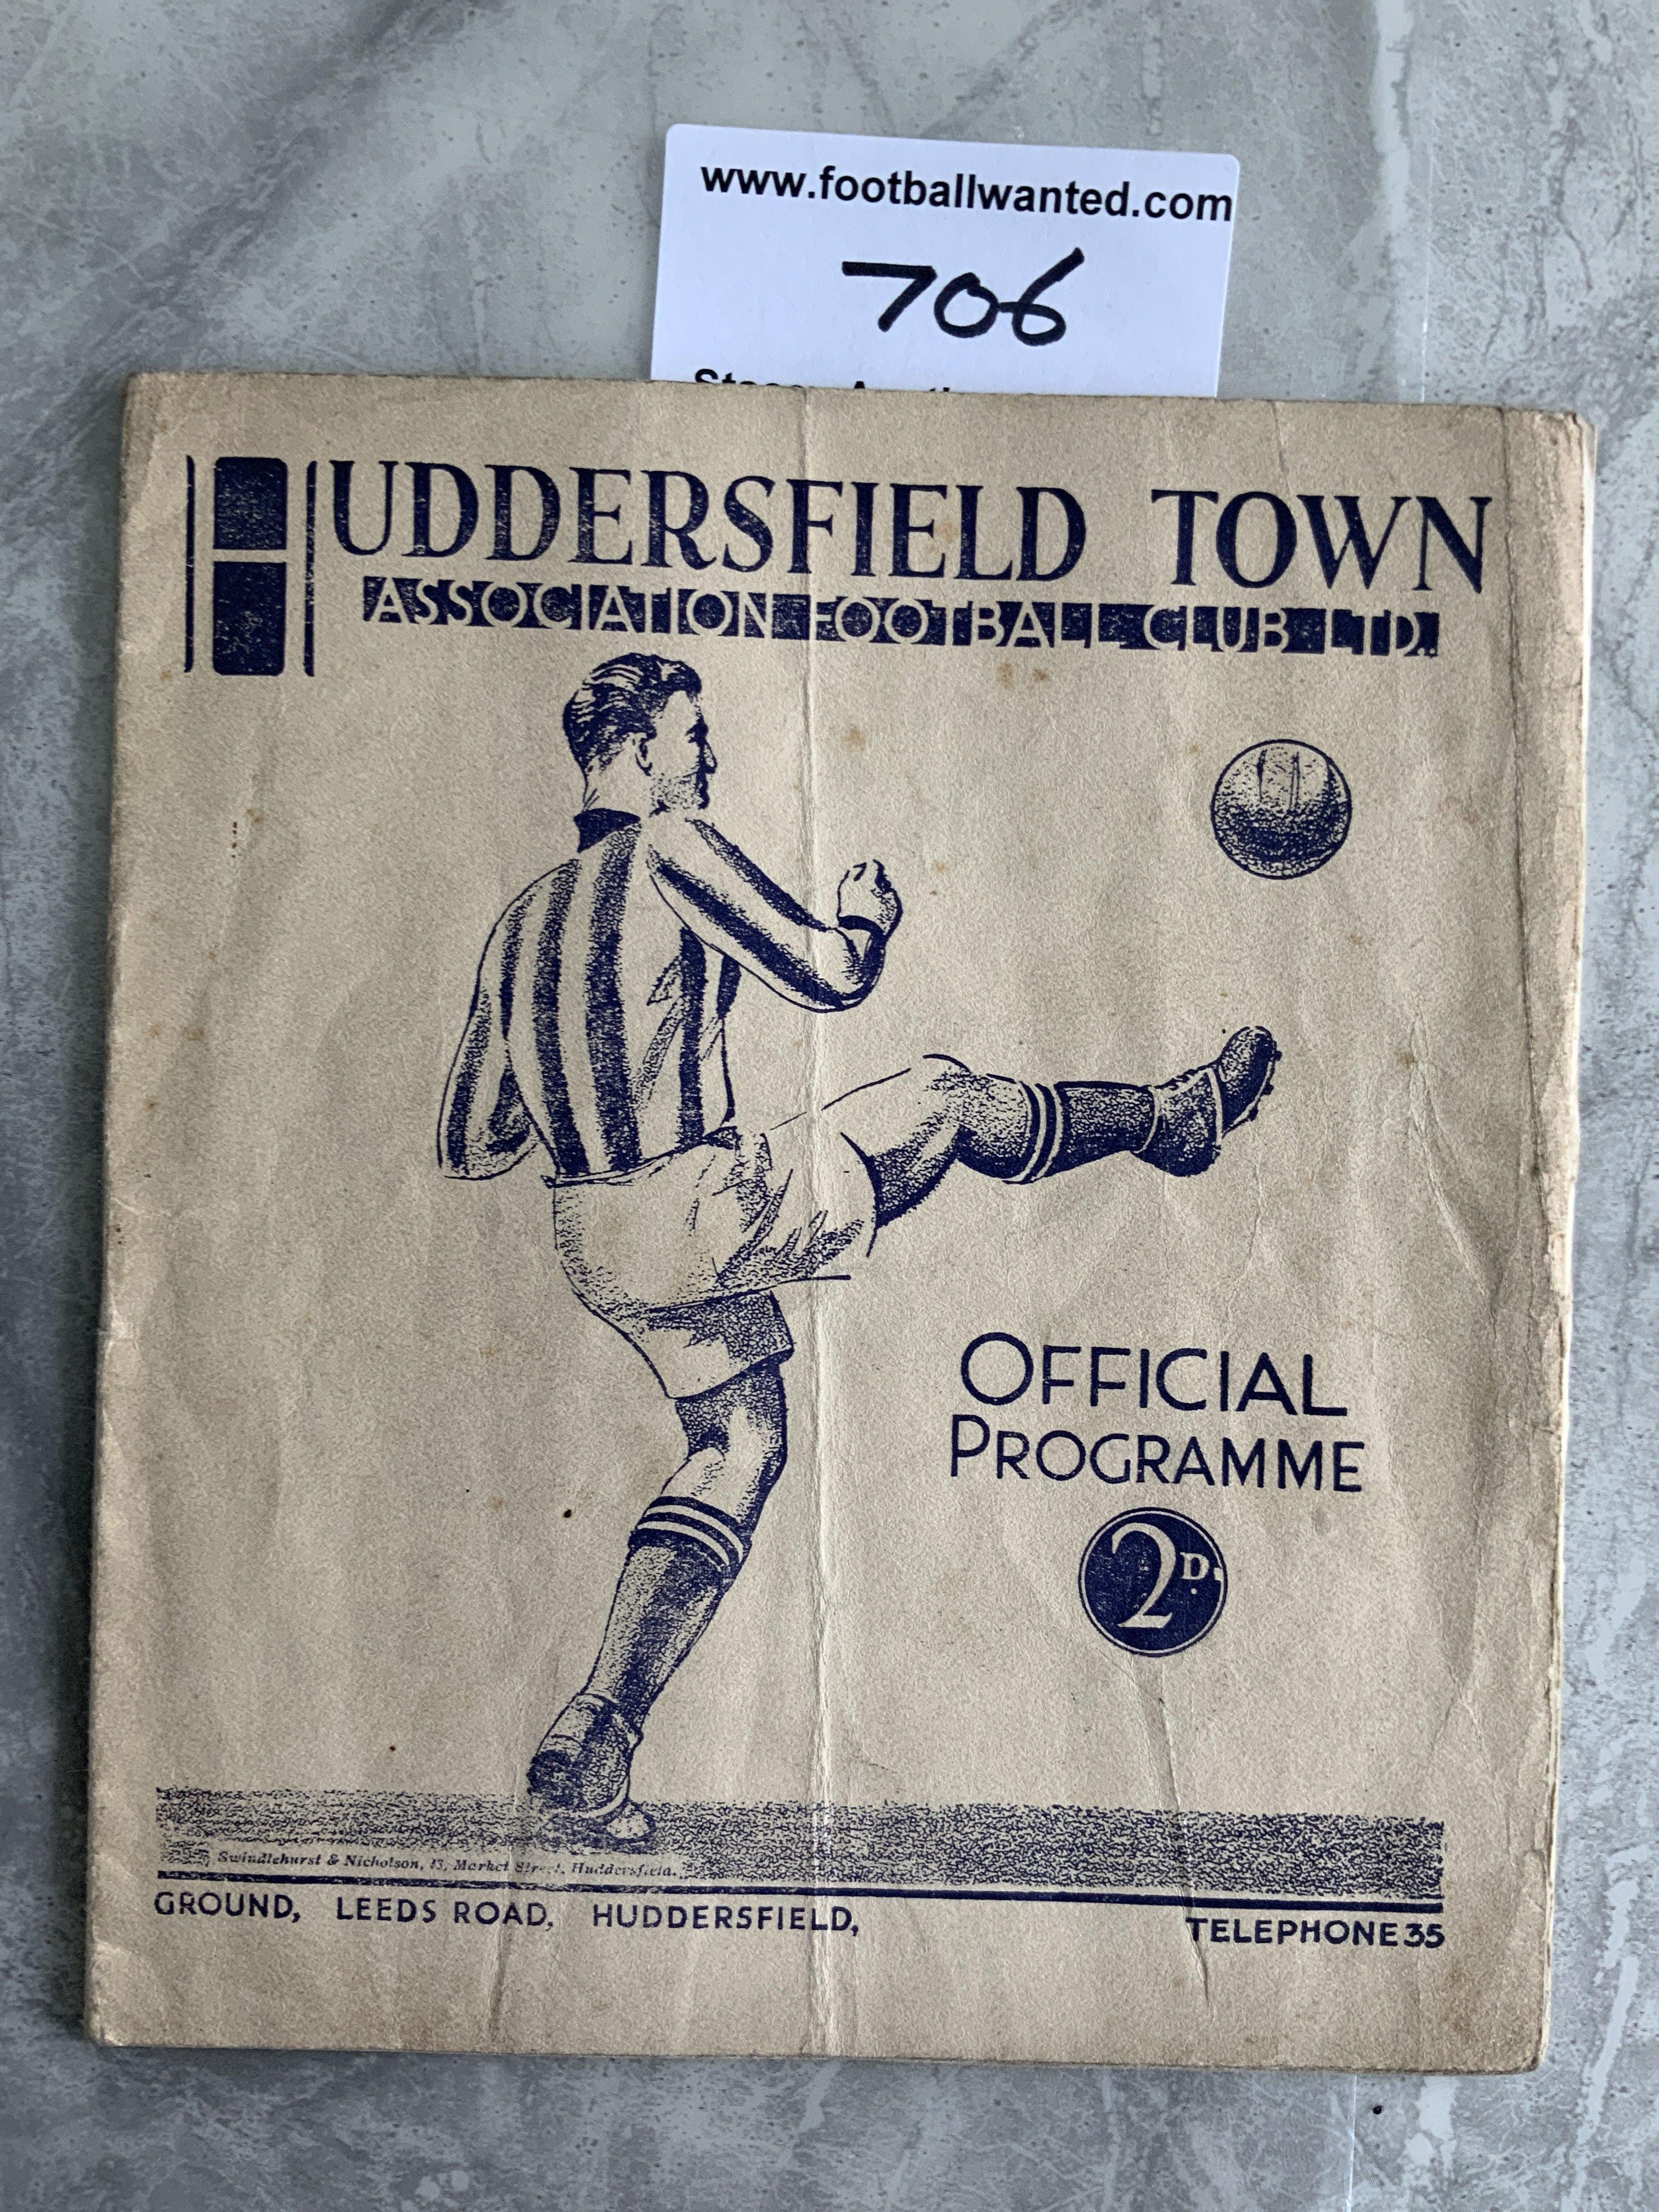 www.footballwanted.com
706
HUDDERSFIELD TOWN
ASSOCIATION FOOTBALL CLUB LTD.
OFFICIAL
PROGRAMME
2D.
Swindlehurst & Nicholson, 13, Market Street, Huddersfield.
GROUND, LEEDS ROAD, HUDDERSFIELD, TELEPHONE 35